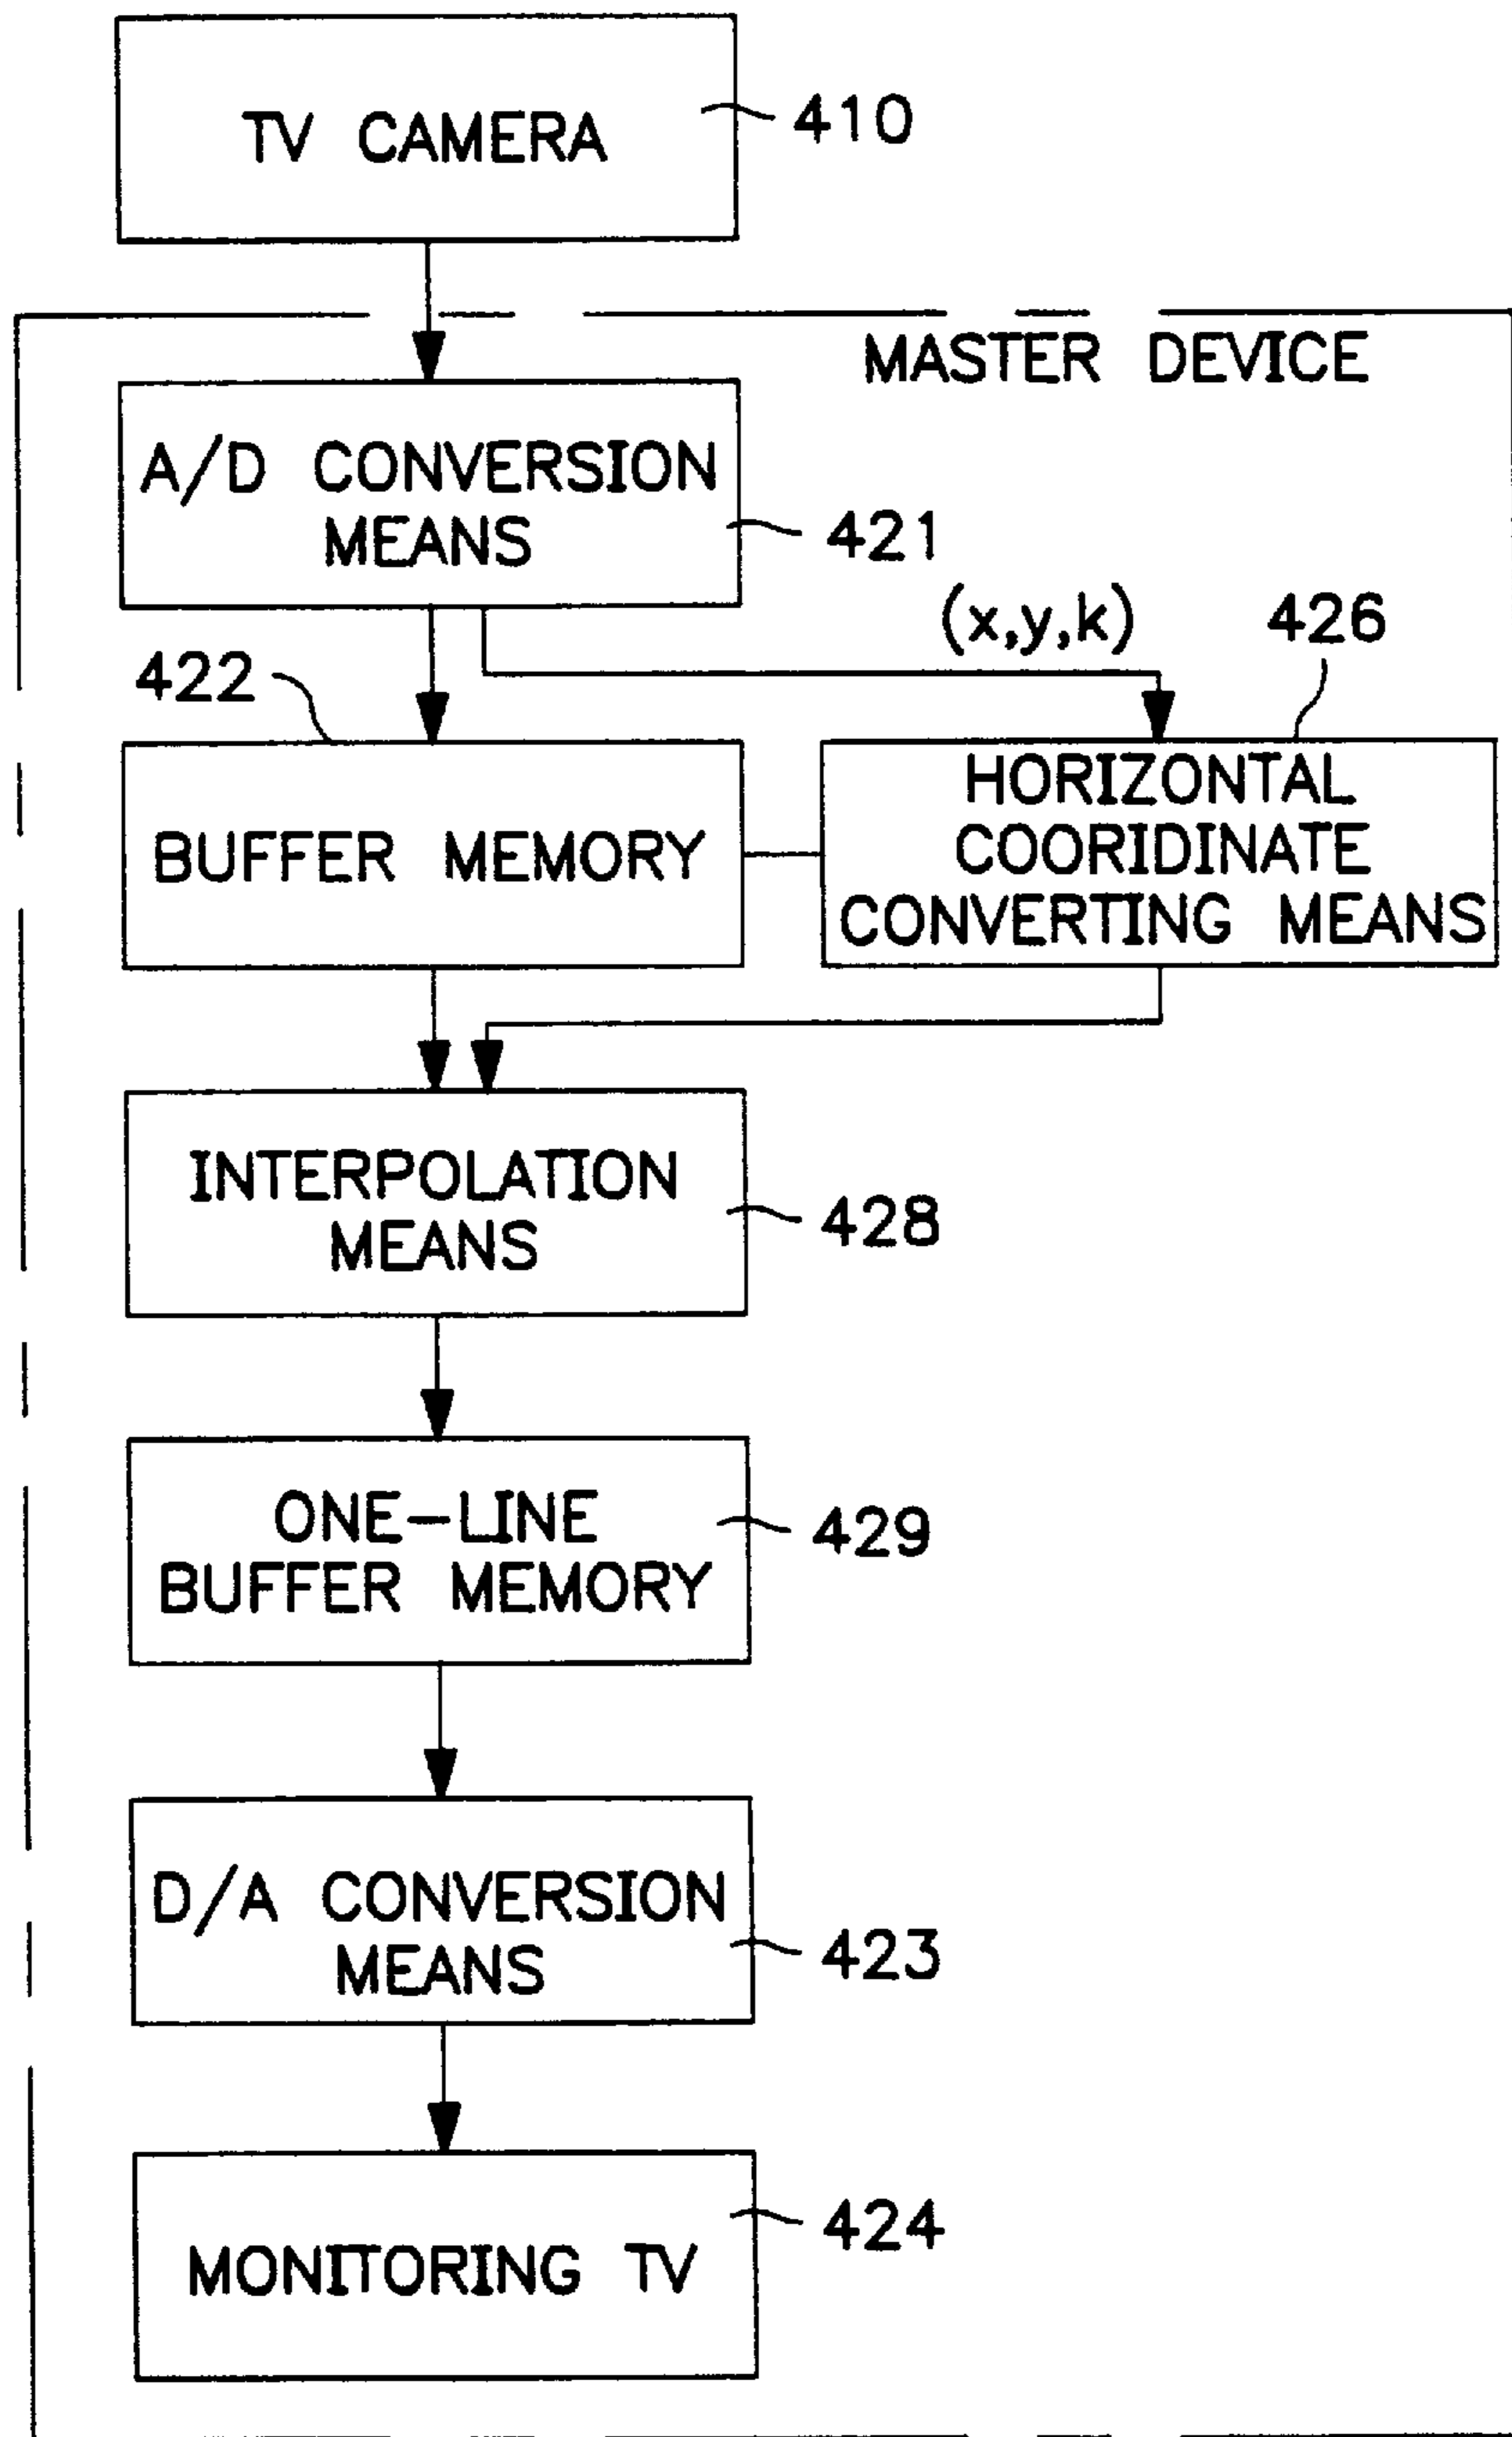 TV CAMERA
410
MASTER DEVICE
A/D CONVERSION
MEANS
421
(x,y,k)
426
422
BUFFER MEMORY
HORIZONTAL
COORIDINATE
CONVERTING MEANS
INTERPOLATION
MEANS
428
ONE-LINE
BUFFER MEMORY
429
D/A CONVERSION
MEANS
423
MONITORING TV
424